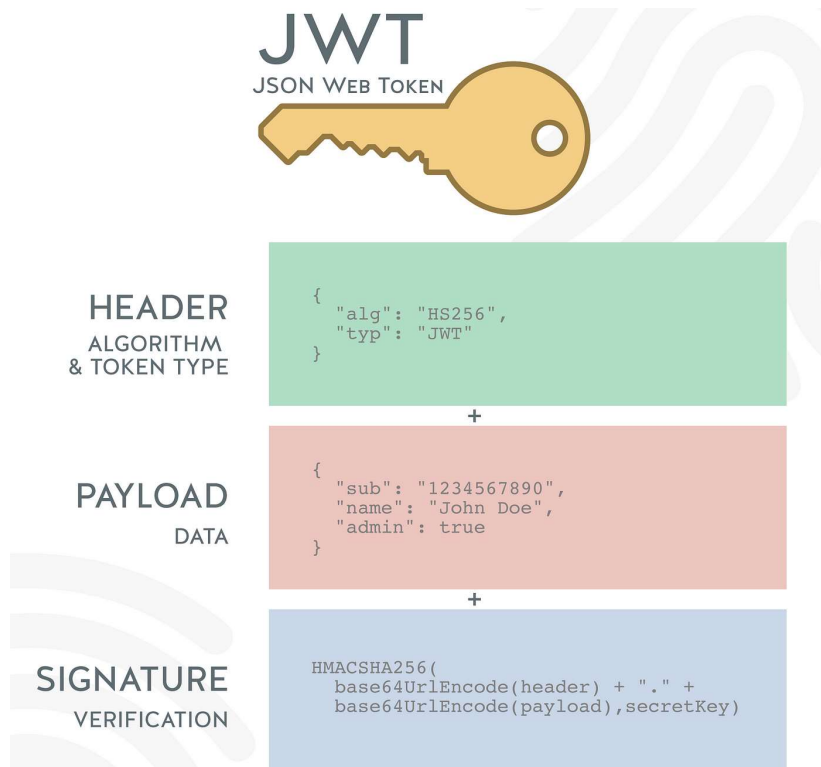 JWT
JSON WEB TOKEN
HEADER
ALGORITHM
& TOKEN TYPE
{
"alg": "HS256",
"typ": "JWT"
}
+
PAYLOAD
DATA
{
"sub": "1234567890",
"name": "John Doe",
"admin": true
}
+
SIGNATURE
VERIFICATION
HMACSHA256(
base64UrlEncode(header) + "." +
base64UrlEncode(payload),secretKey)